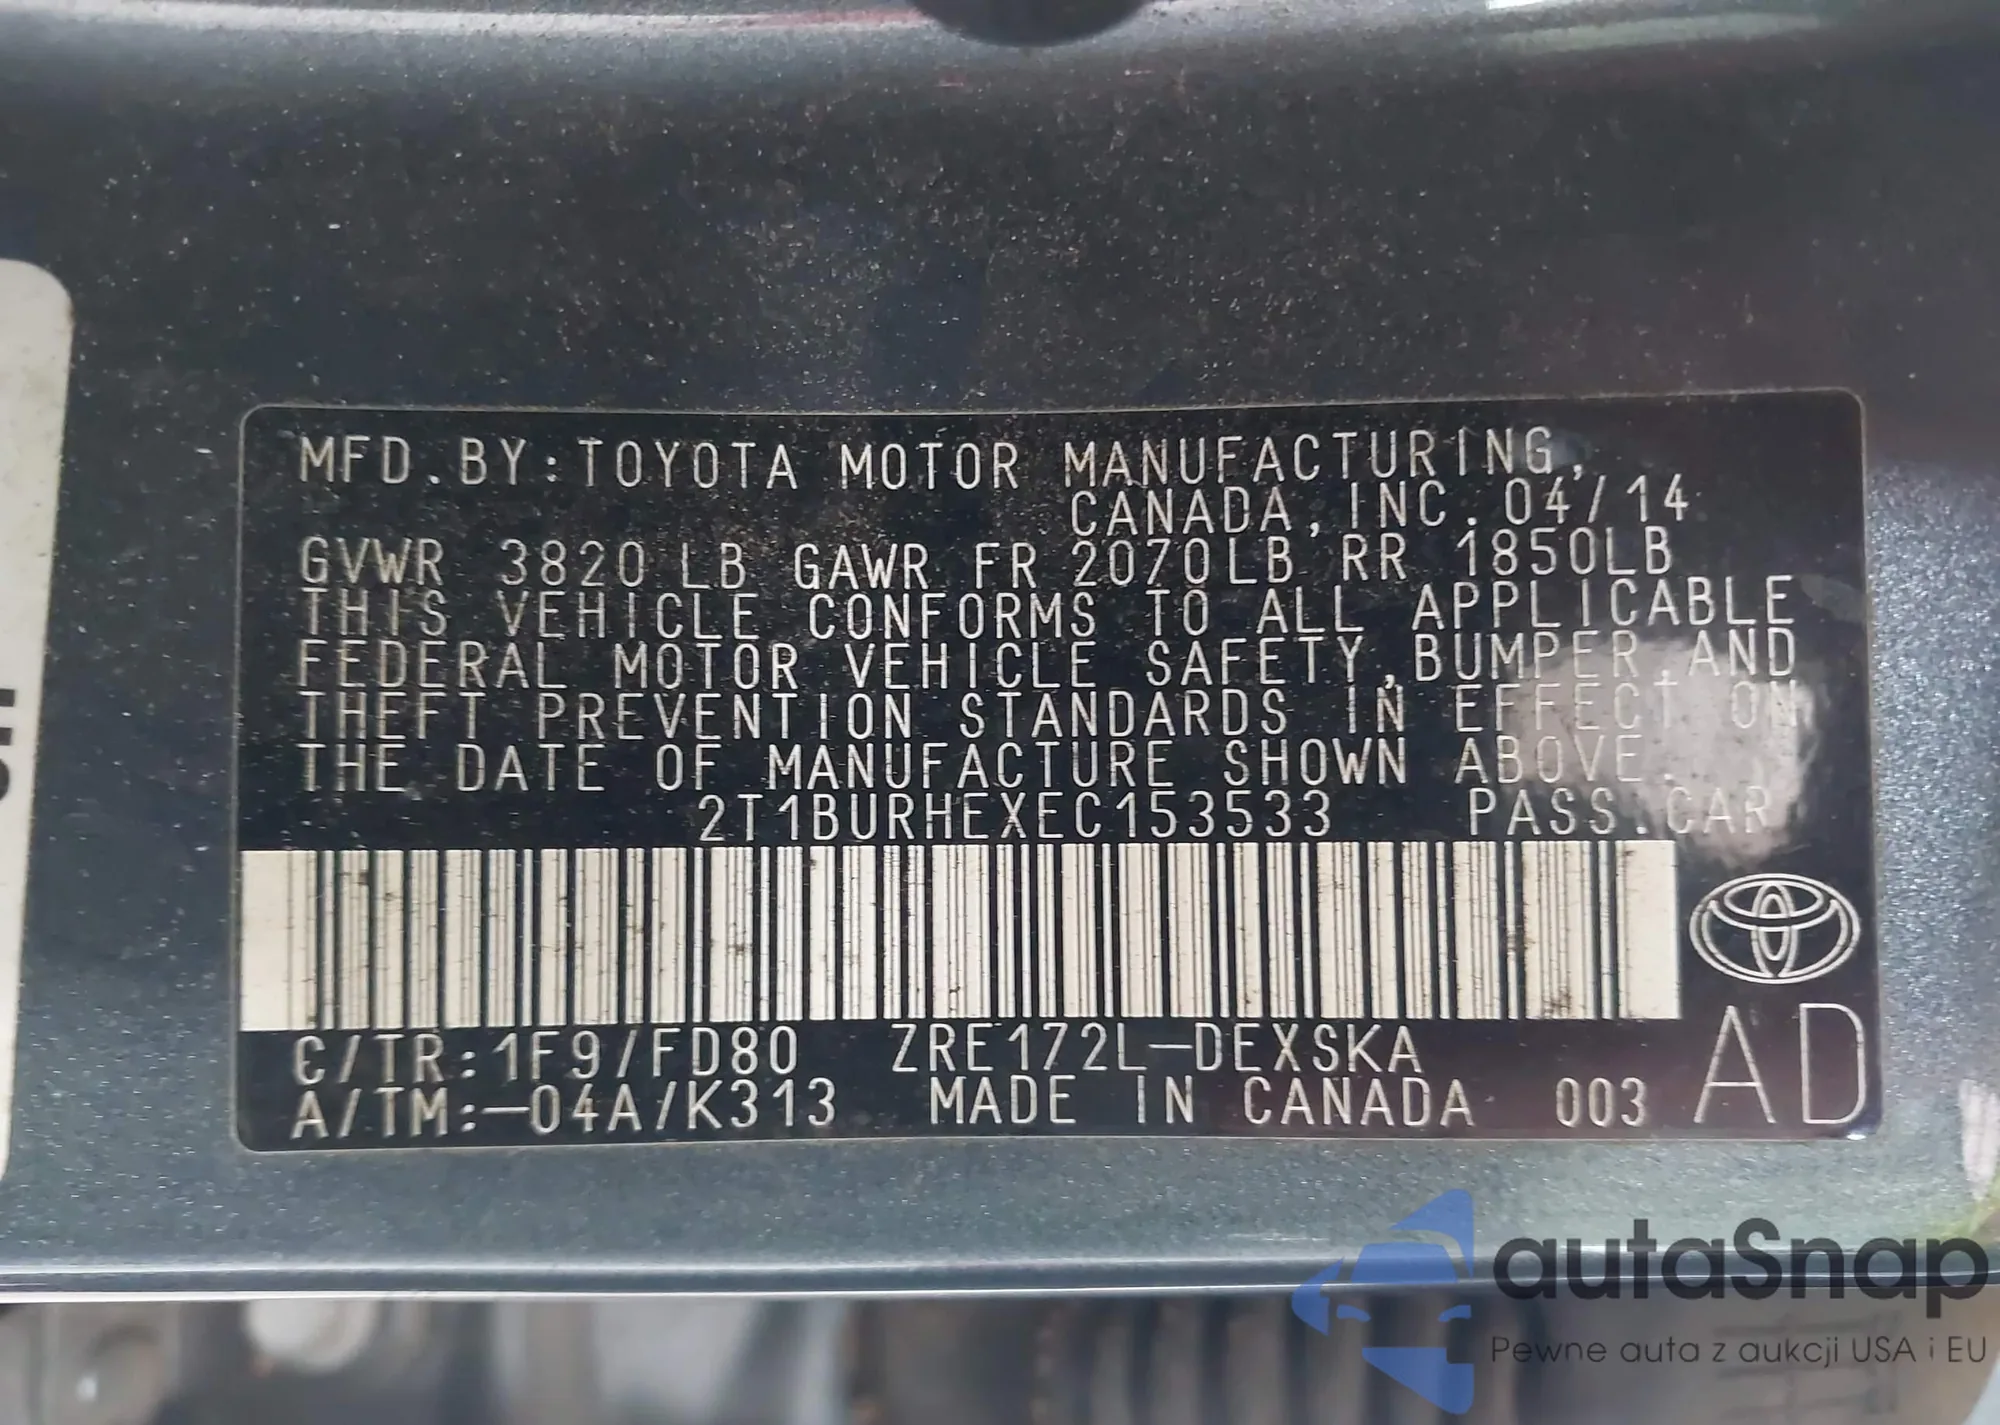 MFD.BY:TOYOTA MOTOR MANUFACTURING,
CANADA,INC. 04/14
GVWR 3820 LB GAWR FR 2070LB RR 1850LB
THIS VEHICLE CONFORMS TO ALL APPLICABLE
FEDERAL MOTOR VEHICLE SAFETY,BUMPER,AND
THEFT PREVENTION STANDARDS IN EFFECT ON
THE DATE OF MANUFACTURE SHOWN ABOVE.
2T1BURHEXEC153533 PASS.CAR
C/TR:1F9/FD80 ZRE172L-DEXSKA
A/TM:-04A/K313 MADE IN CANADA 003
AD
autaSnap
Pewne auta z aukcji USA i EU